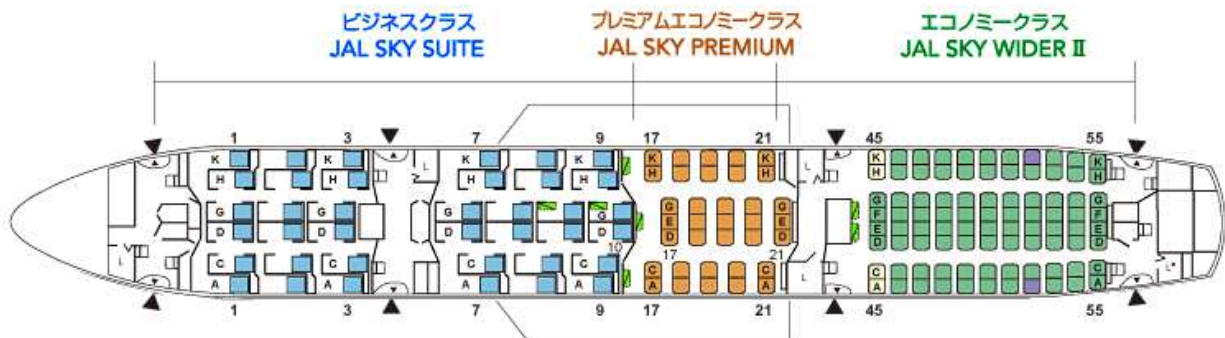 ビジネスクラス
JAL SKY SUITE
プレミアムエコノミークラス
JAL SKY PREMIUM
エコノミークラス
JAL SKY WIDER Ⅱ
1 3 7 9 17 21 45 55
K K K K K K K K
H H H H H H H H
L L L
G G G G G G G G
F F
E E E E
D D D D D D D D
10 17 21
C C C C C C C C
A A A A A A A A
L L L L
1 3 7 9 17 21 45 55